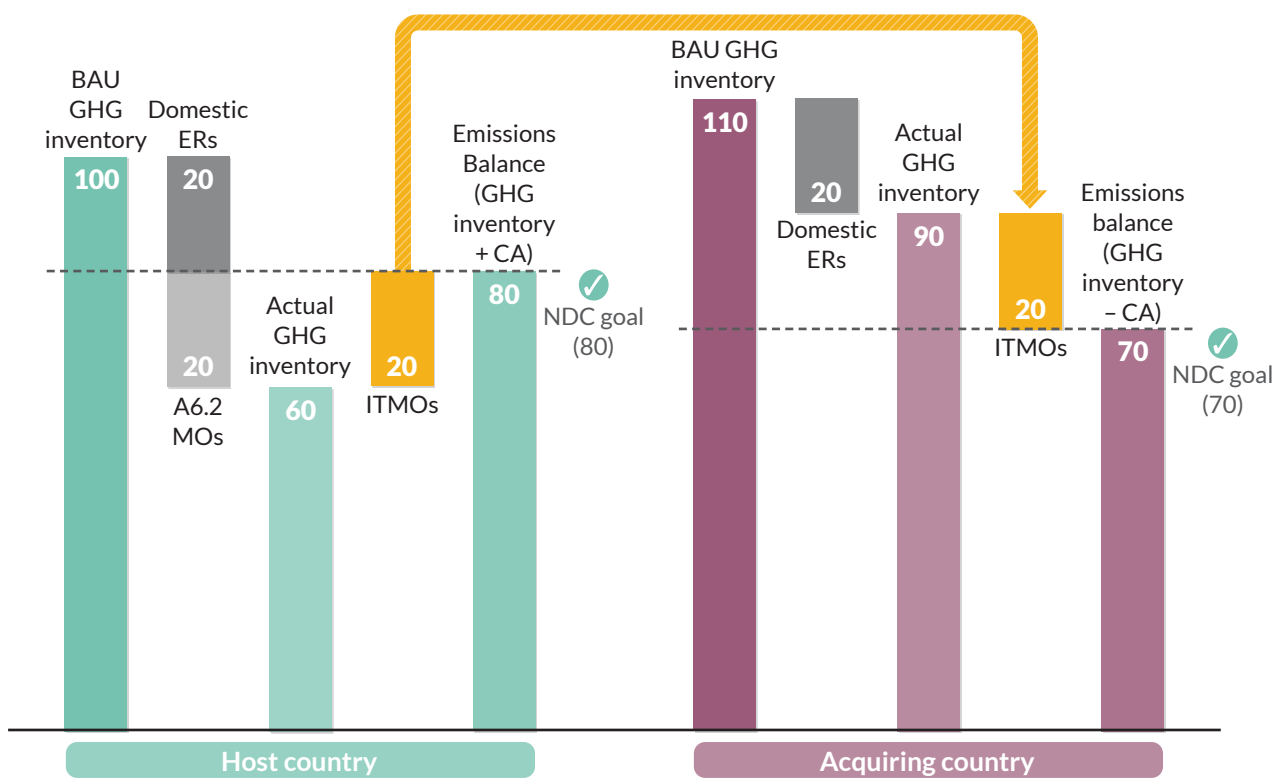 BAU
GHG
inventory
100
Domestic
ERs
20
20
A6.2
MOs
Actual
GHG
inventory
60
20
ITMOs
Emissions
Balance
(GHG
inventory
+ CA)
80
NDC goal
(80)
Host country
BAU GHG
inventory
110
20
Domestic
ERs
Actual
GHG
inventory
90
20
ITMOs
Emissions
balance
(GHG
inventory
– CA)
70
NDC goal
(70)
Acquiring country